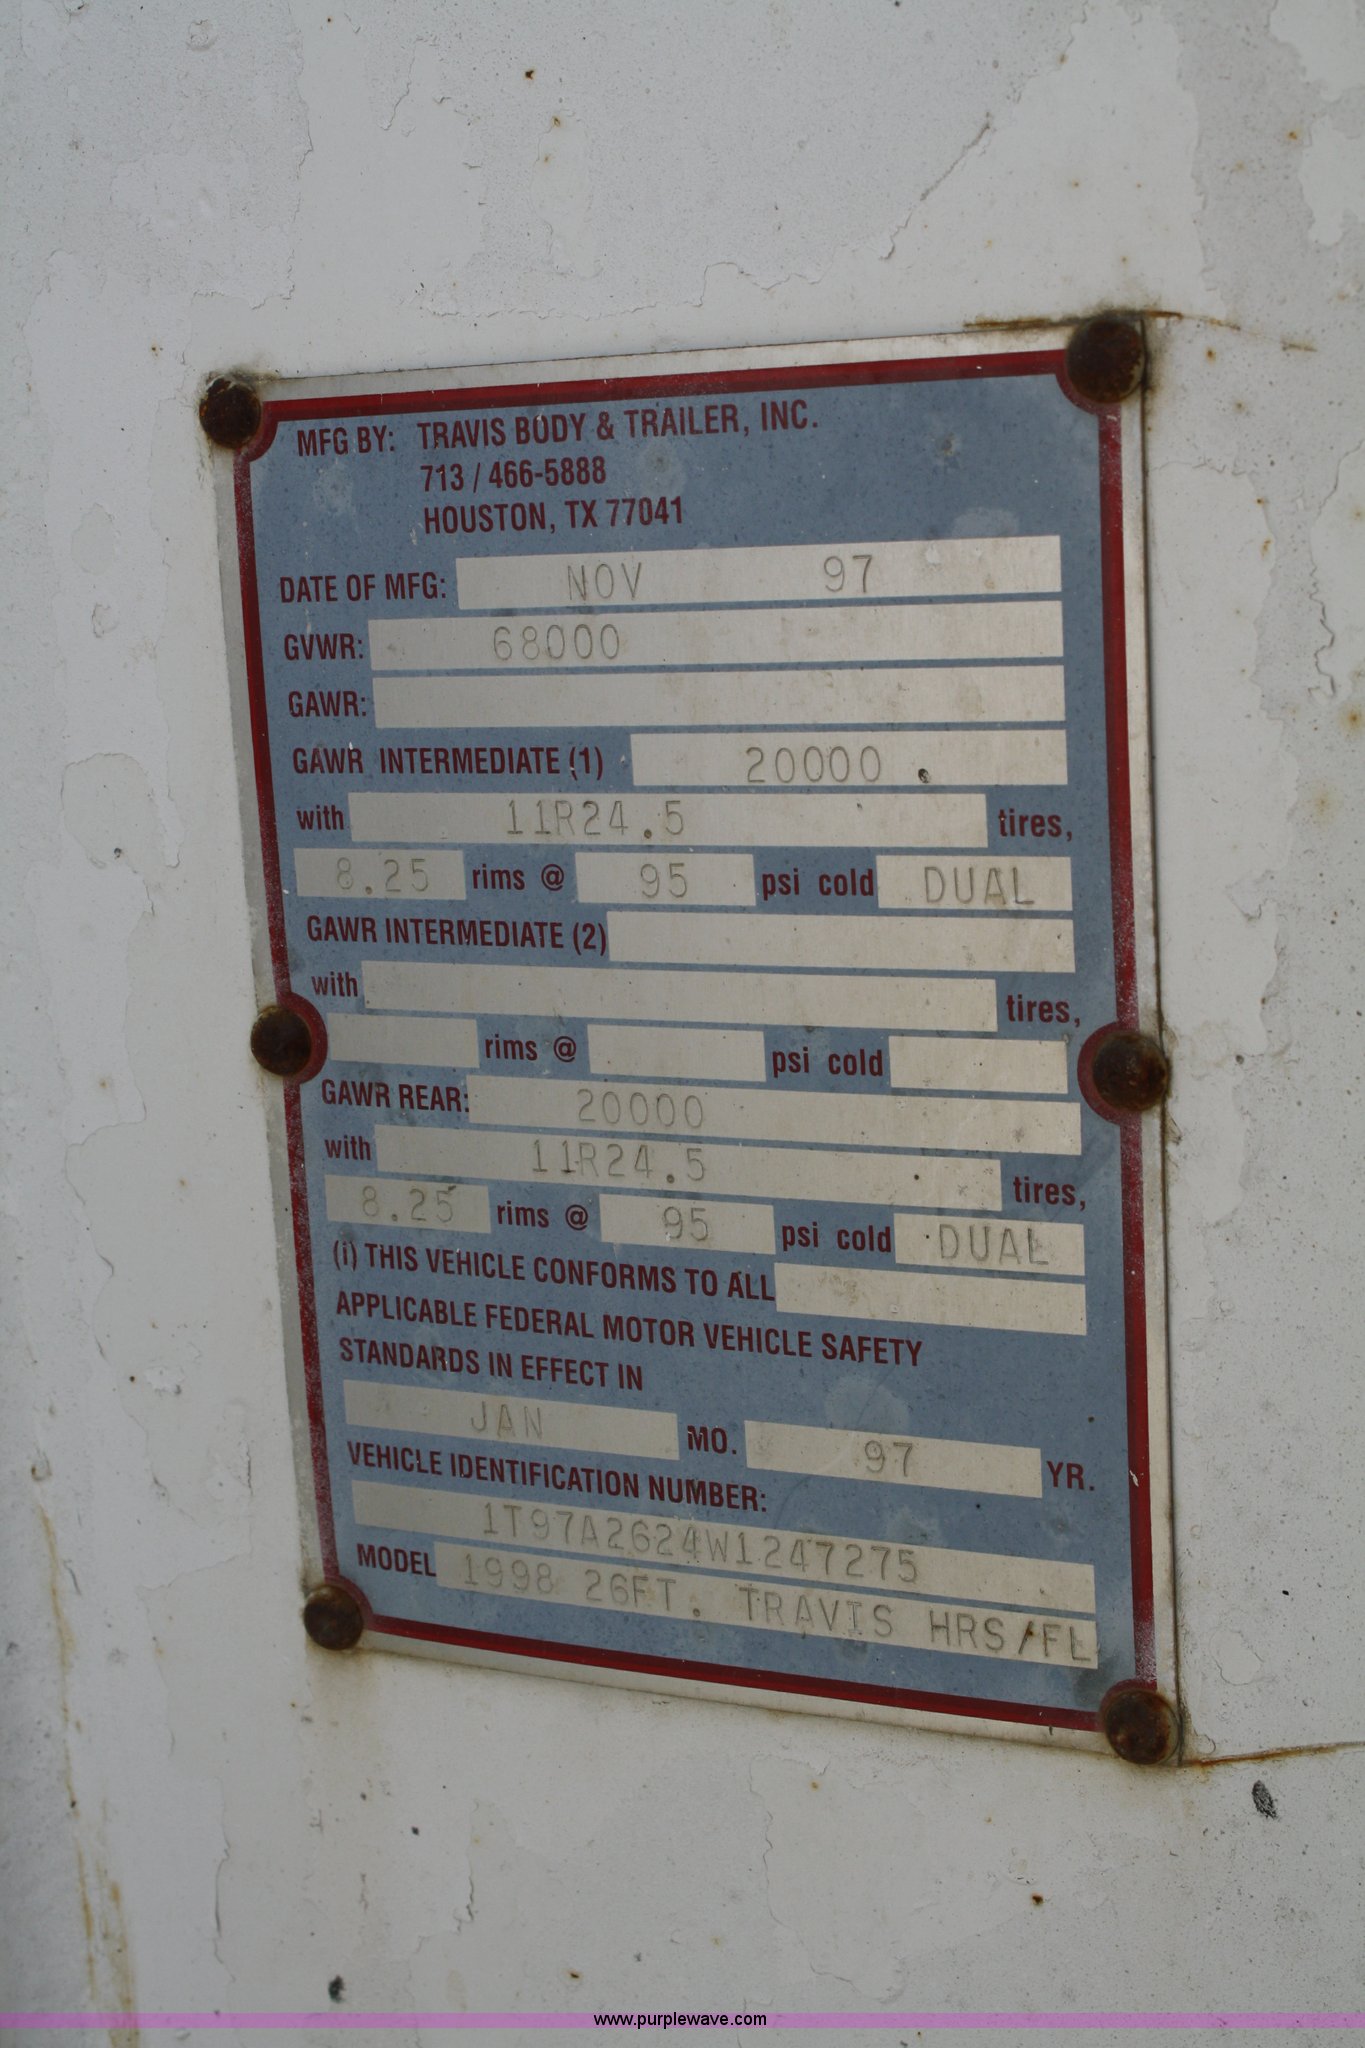 MFG BY: TRAVIS BODY & TRAILER, INC.
713 / 466-5888
HOUSTON, TX 77041
DATE OF MFG: NOV 97
GVWR: 68000
GAWR:
GAWR INTERMEDIATE (1) 20000
with 11R24.5 tires,
8.25 rims @ 95 psi cold DUAL
GAWR INTERMEDIATE (2)
with tires,
rims @ psi cold
GAWR REAR: 20000
with 11R24.5 tires,
8.25 rims @ 95 psi cold DUAL
(i) THIS VEHICLE CONFORMS TO ALL
APPLICABLE FEDERAL MOTOR VEHICLE SAFETY
STANDARDS IN EFFECT IN
JAN MO. 97 YR.
VEHICLE IDENTIFICATION NUMBER:
1T97A2624W1247275
MODEL 1998 26FT. TRAVIS HRS/FL
www.purplewave.com